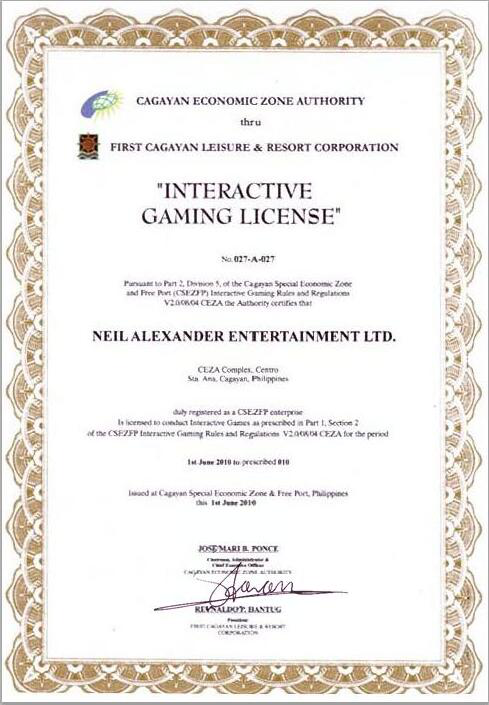 CAGAYAN ECONOMIC ZONE AUTHORITY
thru
FIRST CAGAYAN LEISURE & RESORT CORPORATION
"INTERACTIVE
GAMING LICENSE"
No. 027-A-027
Pursuant to Part 2, Division 5, of the Cagayan Special Economic Zone
and Free Port (CSEZFP) Interactive Gaming Rules and Regulations
V2.0/08/04 CEZA the Authority certifies that
NEIL ALEXANDER ENTERTAINMENT LTD.
CEZA Complex, Centro
Sta. Ana, Cagayan, Philippines
duly registered as a CSEZFP enterprise
Is licensed to conduct Interactive Games as prescribed in Part 1, Section 2
of the CSEZFP Interactive Gaming Rules and Regulations V2.0/08/04 CEZA for the period
1st June 2010 to prescribed 010
Issued at Cagayan Special Economic Zone & Free Port, Philippines
this 1st June 2010
JOSE MARI B. PONCE
Chairman, Administrator &
Chief Executive Officer
CAGAYAN ECONOMIC ZONE AUTHORITY
REYNALDO P. BANTUG
President
FIRST CAGAYAN LEISURE & RESORT
CORPORATION